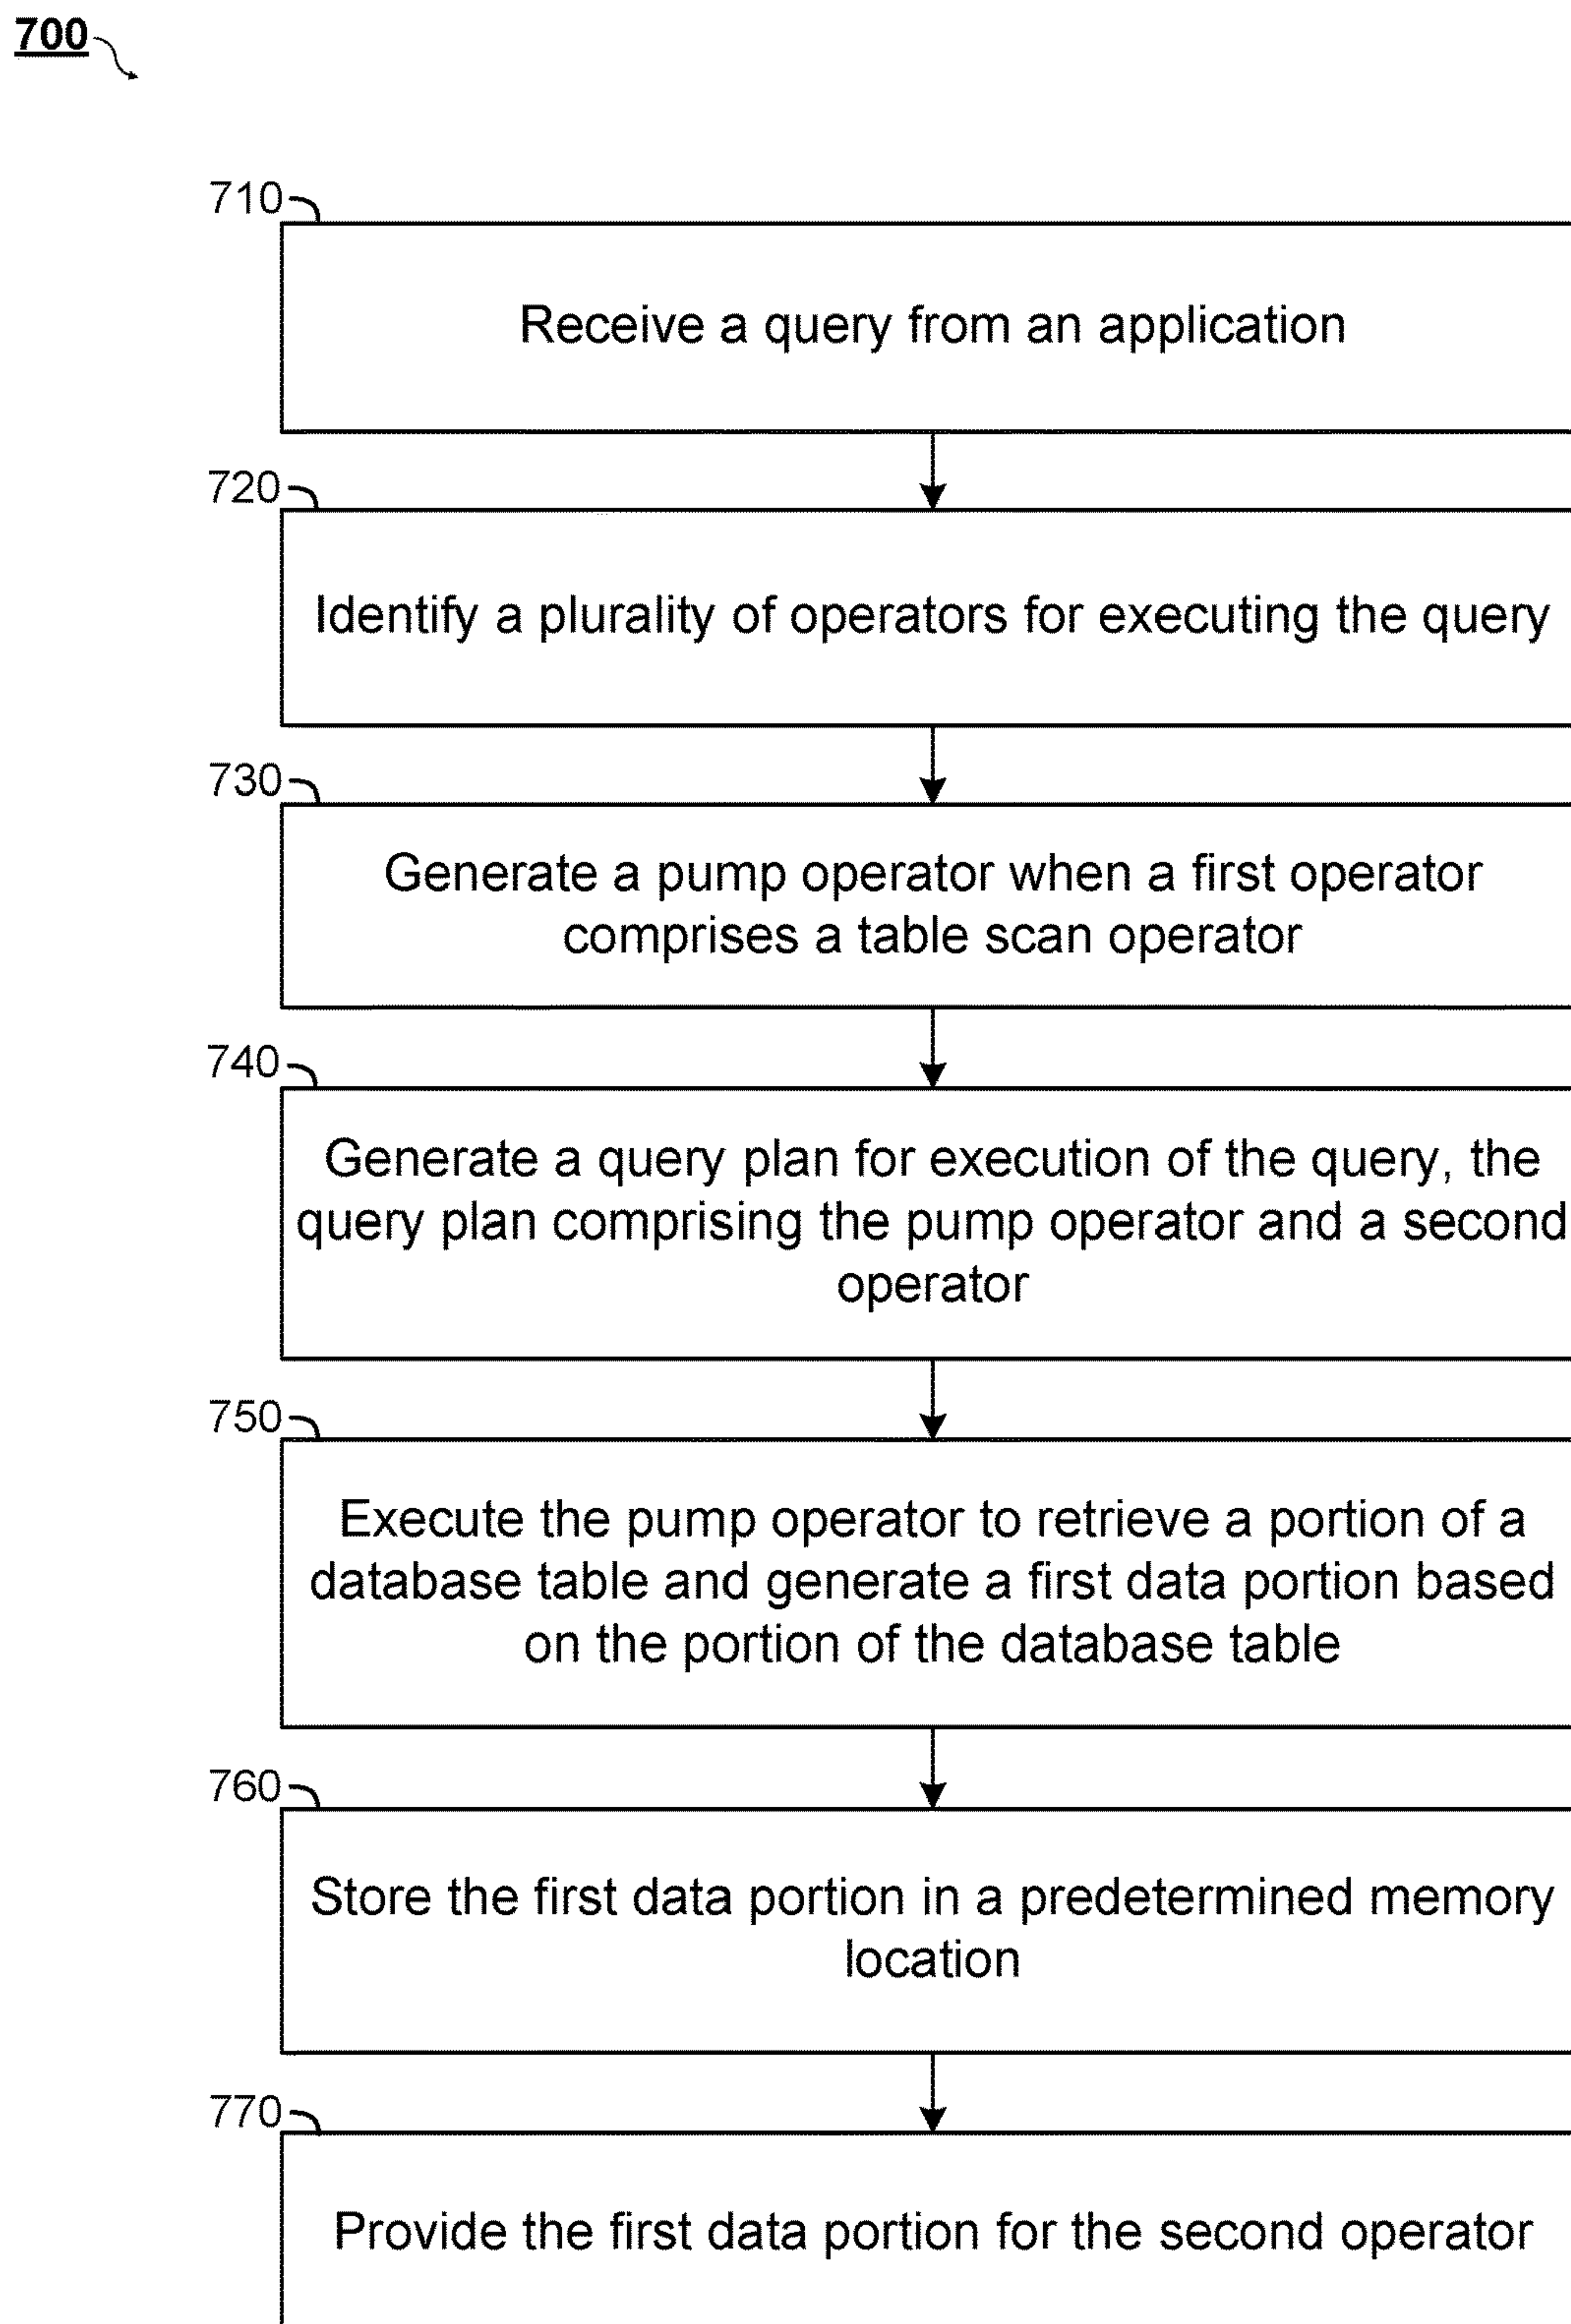 700
710
Receive a query from an application
720
Identify a plurality of operators for executing the query
730
Generate a pump operator when a first operator
comprises a table scan operator
740
Generate a query plan for execution of the query, the
query plan comprising the pump operator and a second
operator
750
Execute the pump operator to retrieve a portion of a
database table and generate a first data portion based
on the portion of the database table
760
Store the first data portion in a predetermined memory
location
770
Provide the first data portion for the second operator